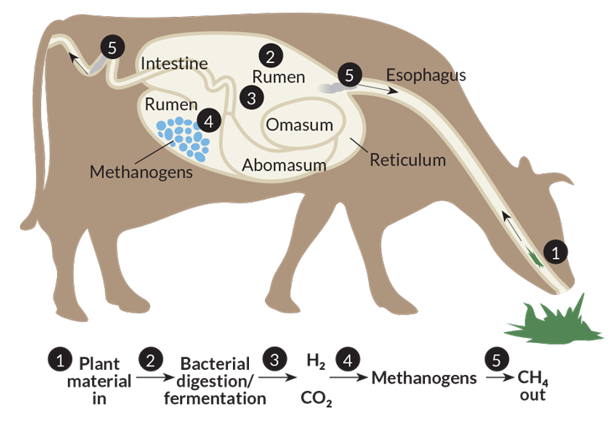 5
2
Intestine
Rumen
5
Esophagus
3
Rumen
4
Omasum
Methanogens
Abomasum
Reticulum
1
1 Plant material in
2 Bacterial digestion/ fermentation
3 H₂
CO₂
4 Methanogens
5 CH₄ out